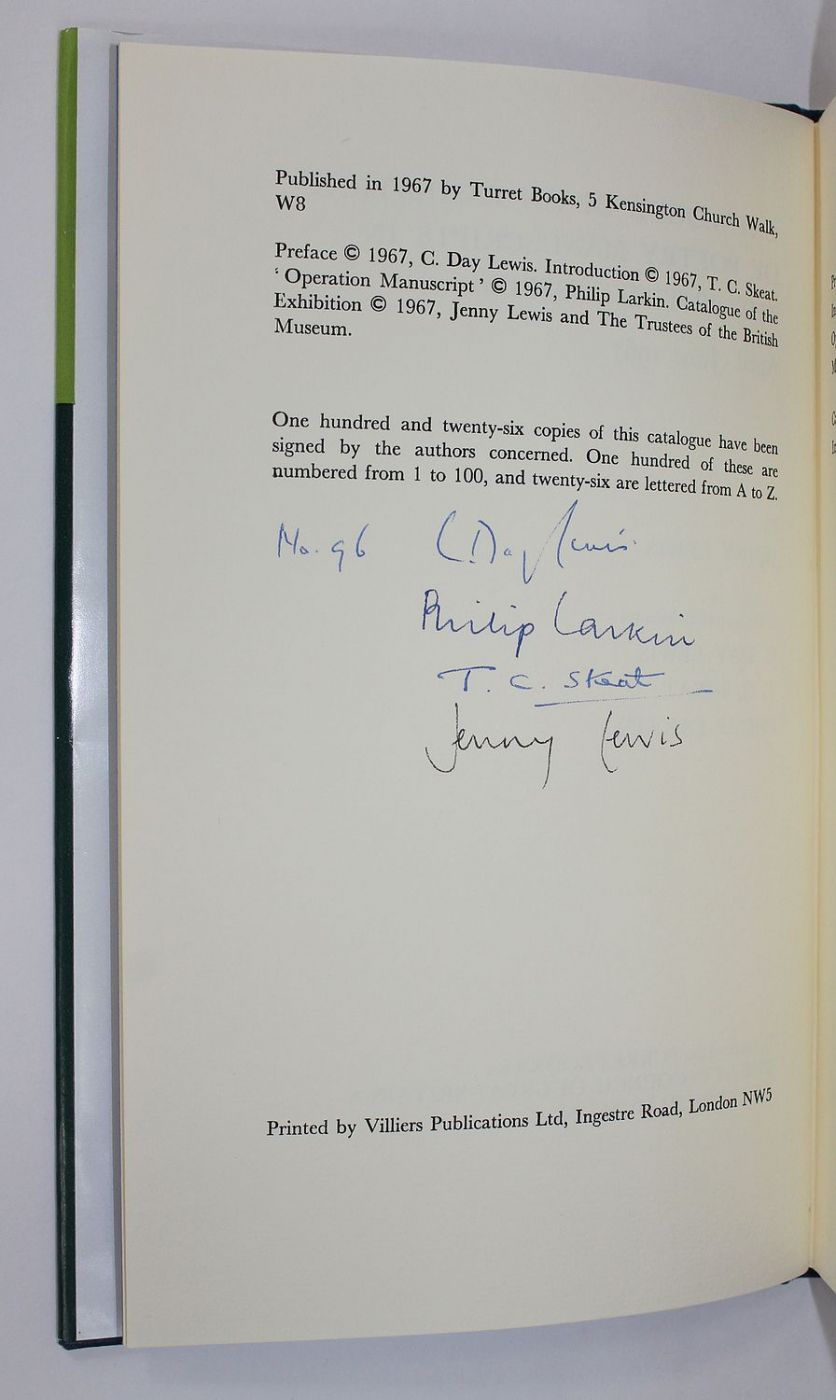 Published in 1967 by Turret Books, 5 Kensington Church Walk,
W8
Preface © 1967, C. Day Lewis. Introduction © 1967, T. C. Skeat.
‘ Operation Manuscript ’ © 1967, Philip Larkin. Catalogue of the
Exhibition © 1967, Jenny Lewis and The Trustees of the British
Museum.
One hundred and twenty-six copies of this catalogue have been
signed by the authors concerned. One hundred of these are
numbered from 1 to 100, and twenty-six are lettered from A to Z.
No. 96 C. Day Lewis
Philip Larkin
T. C. Skeat
Jenny Lewis
Printed by Villiers Publications Ltd, Ingestre Road, London NW5